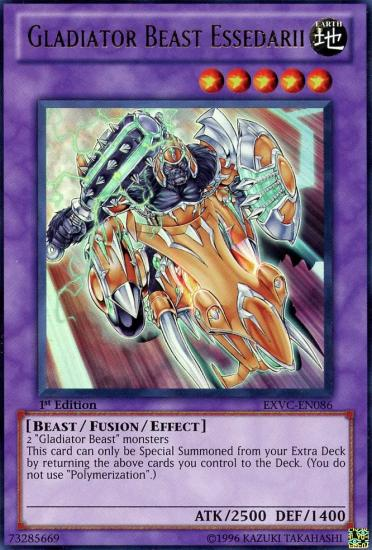 GLADIATOR BEAST ESSEDARII
EARTH
地
1st Edition
EXVC-EN086
[BEAST / FUSION / EFFECT]
2 "Gladiator Beast" monsters
This card can only be Special Summoned from your Extra Deck
by returning the above cards you control to the Deck. (You do
not use "Polymerization".)
ATK/2500 DEF/1400
73285669
©1996 KAZUKI TAKAHASHI